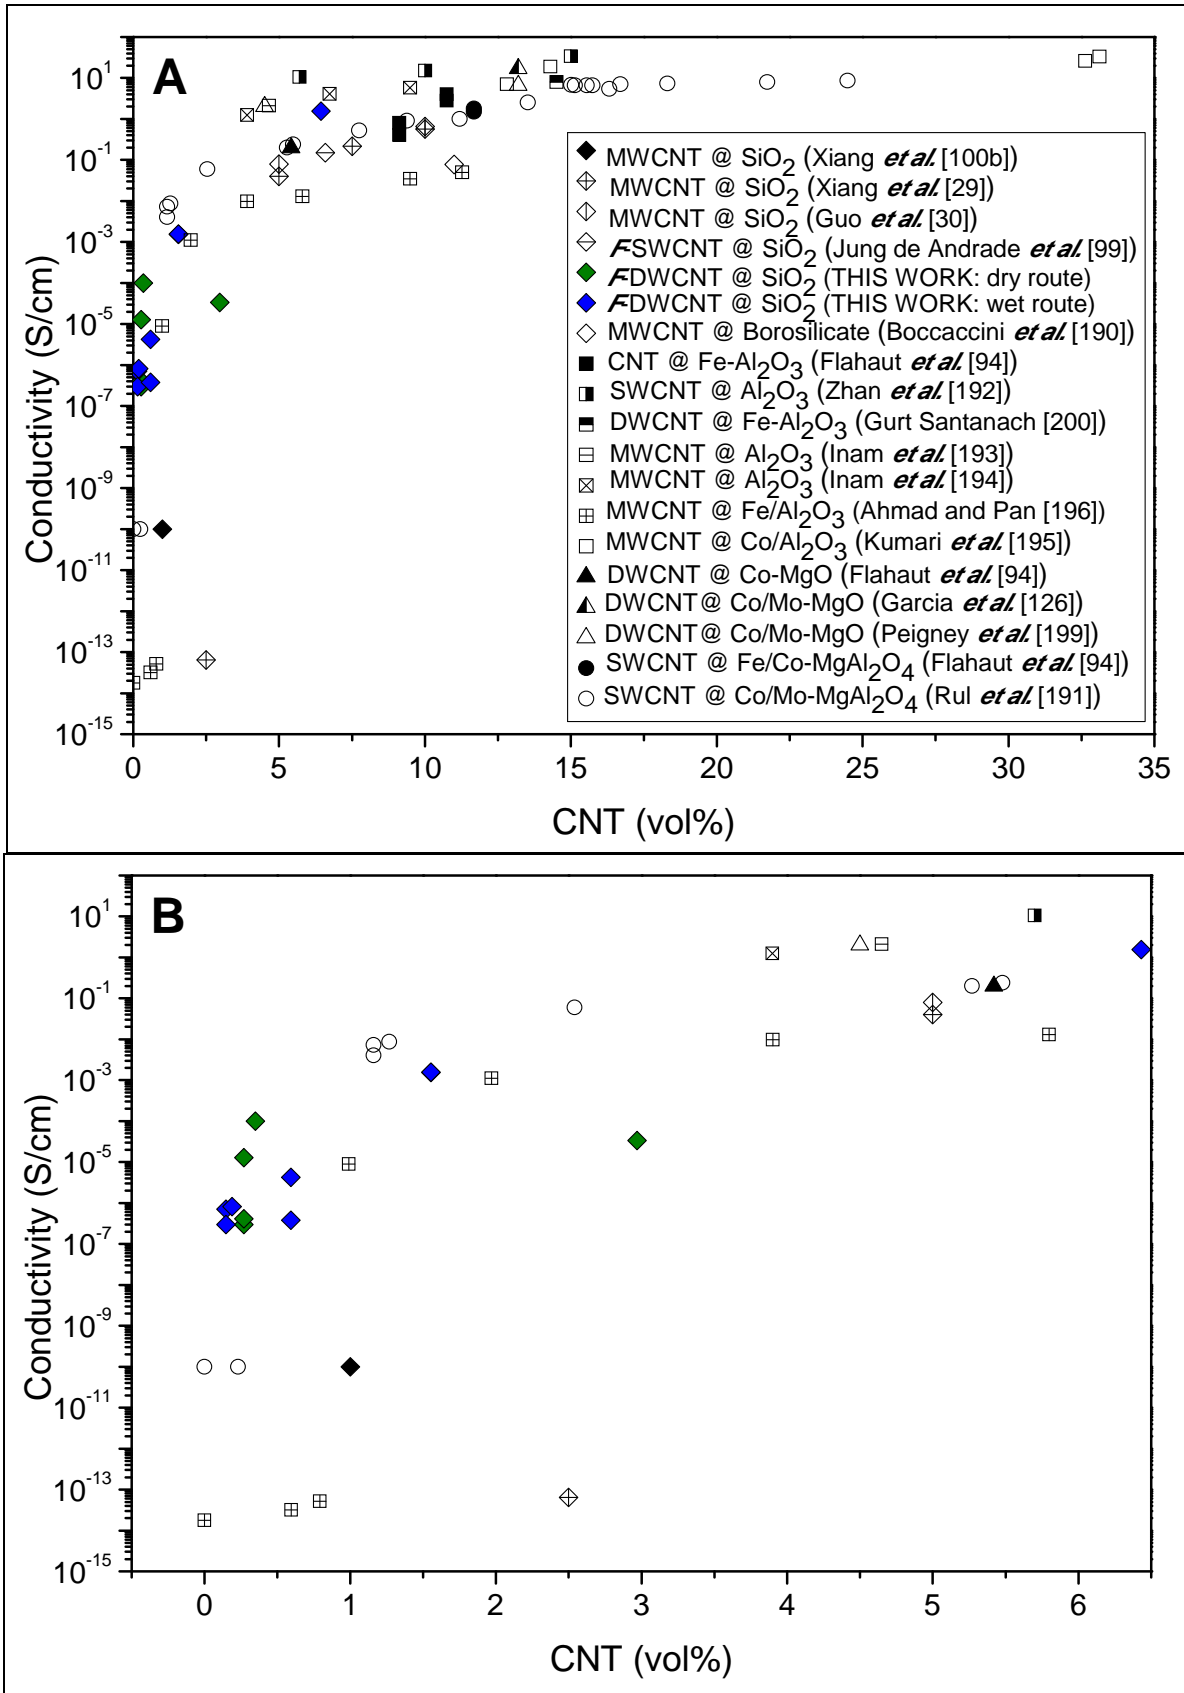 A
10^1
10^-1
10^-3
10^-5
10^-7
10^-9
10^-11
10^-13
10^-15
Conductivity (S/cm)
MWCNT @ SiO2 (Xiang et al. [100b])
MWCNT @ SiO2 (Xiang et al. [29])
MWCNT @ SiO2 (Guo et al. [30])
F-SWCNT @ SiO2 (Jung de Andrade et al. [99])
F-DWCNT @ SiO2 (THIS WORK: dry route)
F-DWCNT @ SiO2 (THIS WORK: wet route)
MWCNT @ Borosilicate (Boccaccini et al. [190])
CNT @ Fe-Al2O3 (Flahaut et al. [94])
SWCNT @ Al2O3 (Zhan et al. [192])
DWCNT @ Fe-Al2O3 (Gurt Santanach [200])
MWCNT @ Al2O3 (Inam et al. [193])
MWCNT @ Al2O3 (Inam et al. [194])
MWCNT @ Fe/Al2O3 (Ahmad and Pan [196])
MWCNT @ Co/Al2O3 (Kumari et al. [195])
DWCNT @ Co-MgO (Flahaut et al. [94])
DWCNT@ Co/Mo-MgO (Garcia et al. [126])
DWCNT@ Co/Mo-MgO (Peigney et al. [199])
SWCNT @ Fe/Co-MgAl2O4 (Flahaut et al. [94])
SWCNT @ Co/Mo-MgAl2O4 (Rul et al. [191])
0 5 10 15 20 25 30 35
CNT (vol%)
B
10^1
10^-1
10^-3
10^-5
10^-7
10^-9
10^-11
10^-13
10^-15
Conductivity (S/cm)
0 1 2 3 4 5 6
CNT (vol%)